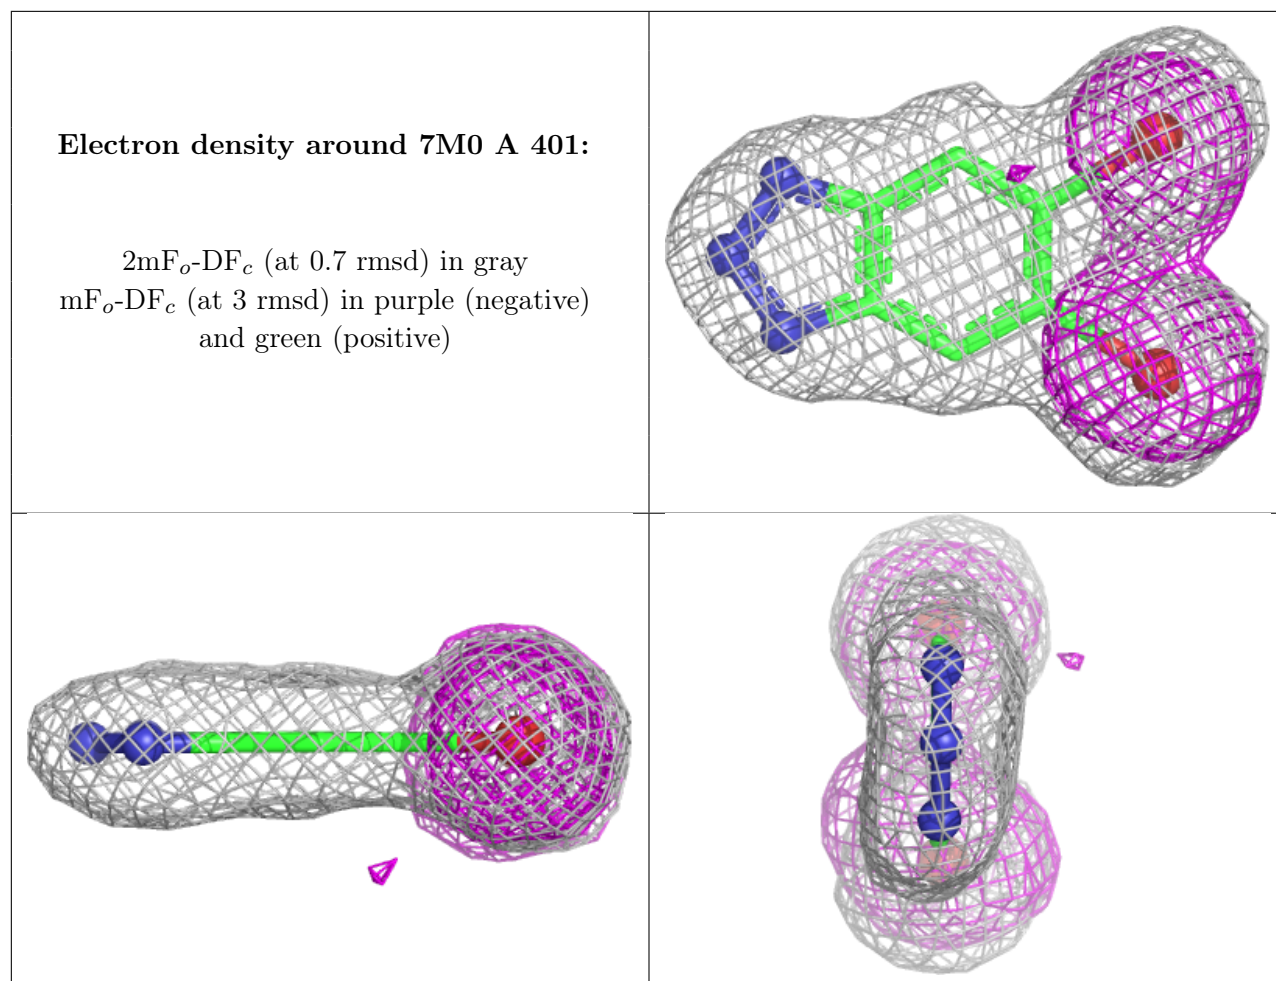 Electron density around 7M0 A 401:
2mFₒ-DF𝒸 (at 0.7 rmsd) in gray
mFₒ-DF𝒸 (at 3 rmsd) in purple (negative)
and green (positive)